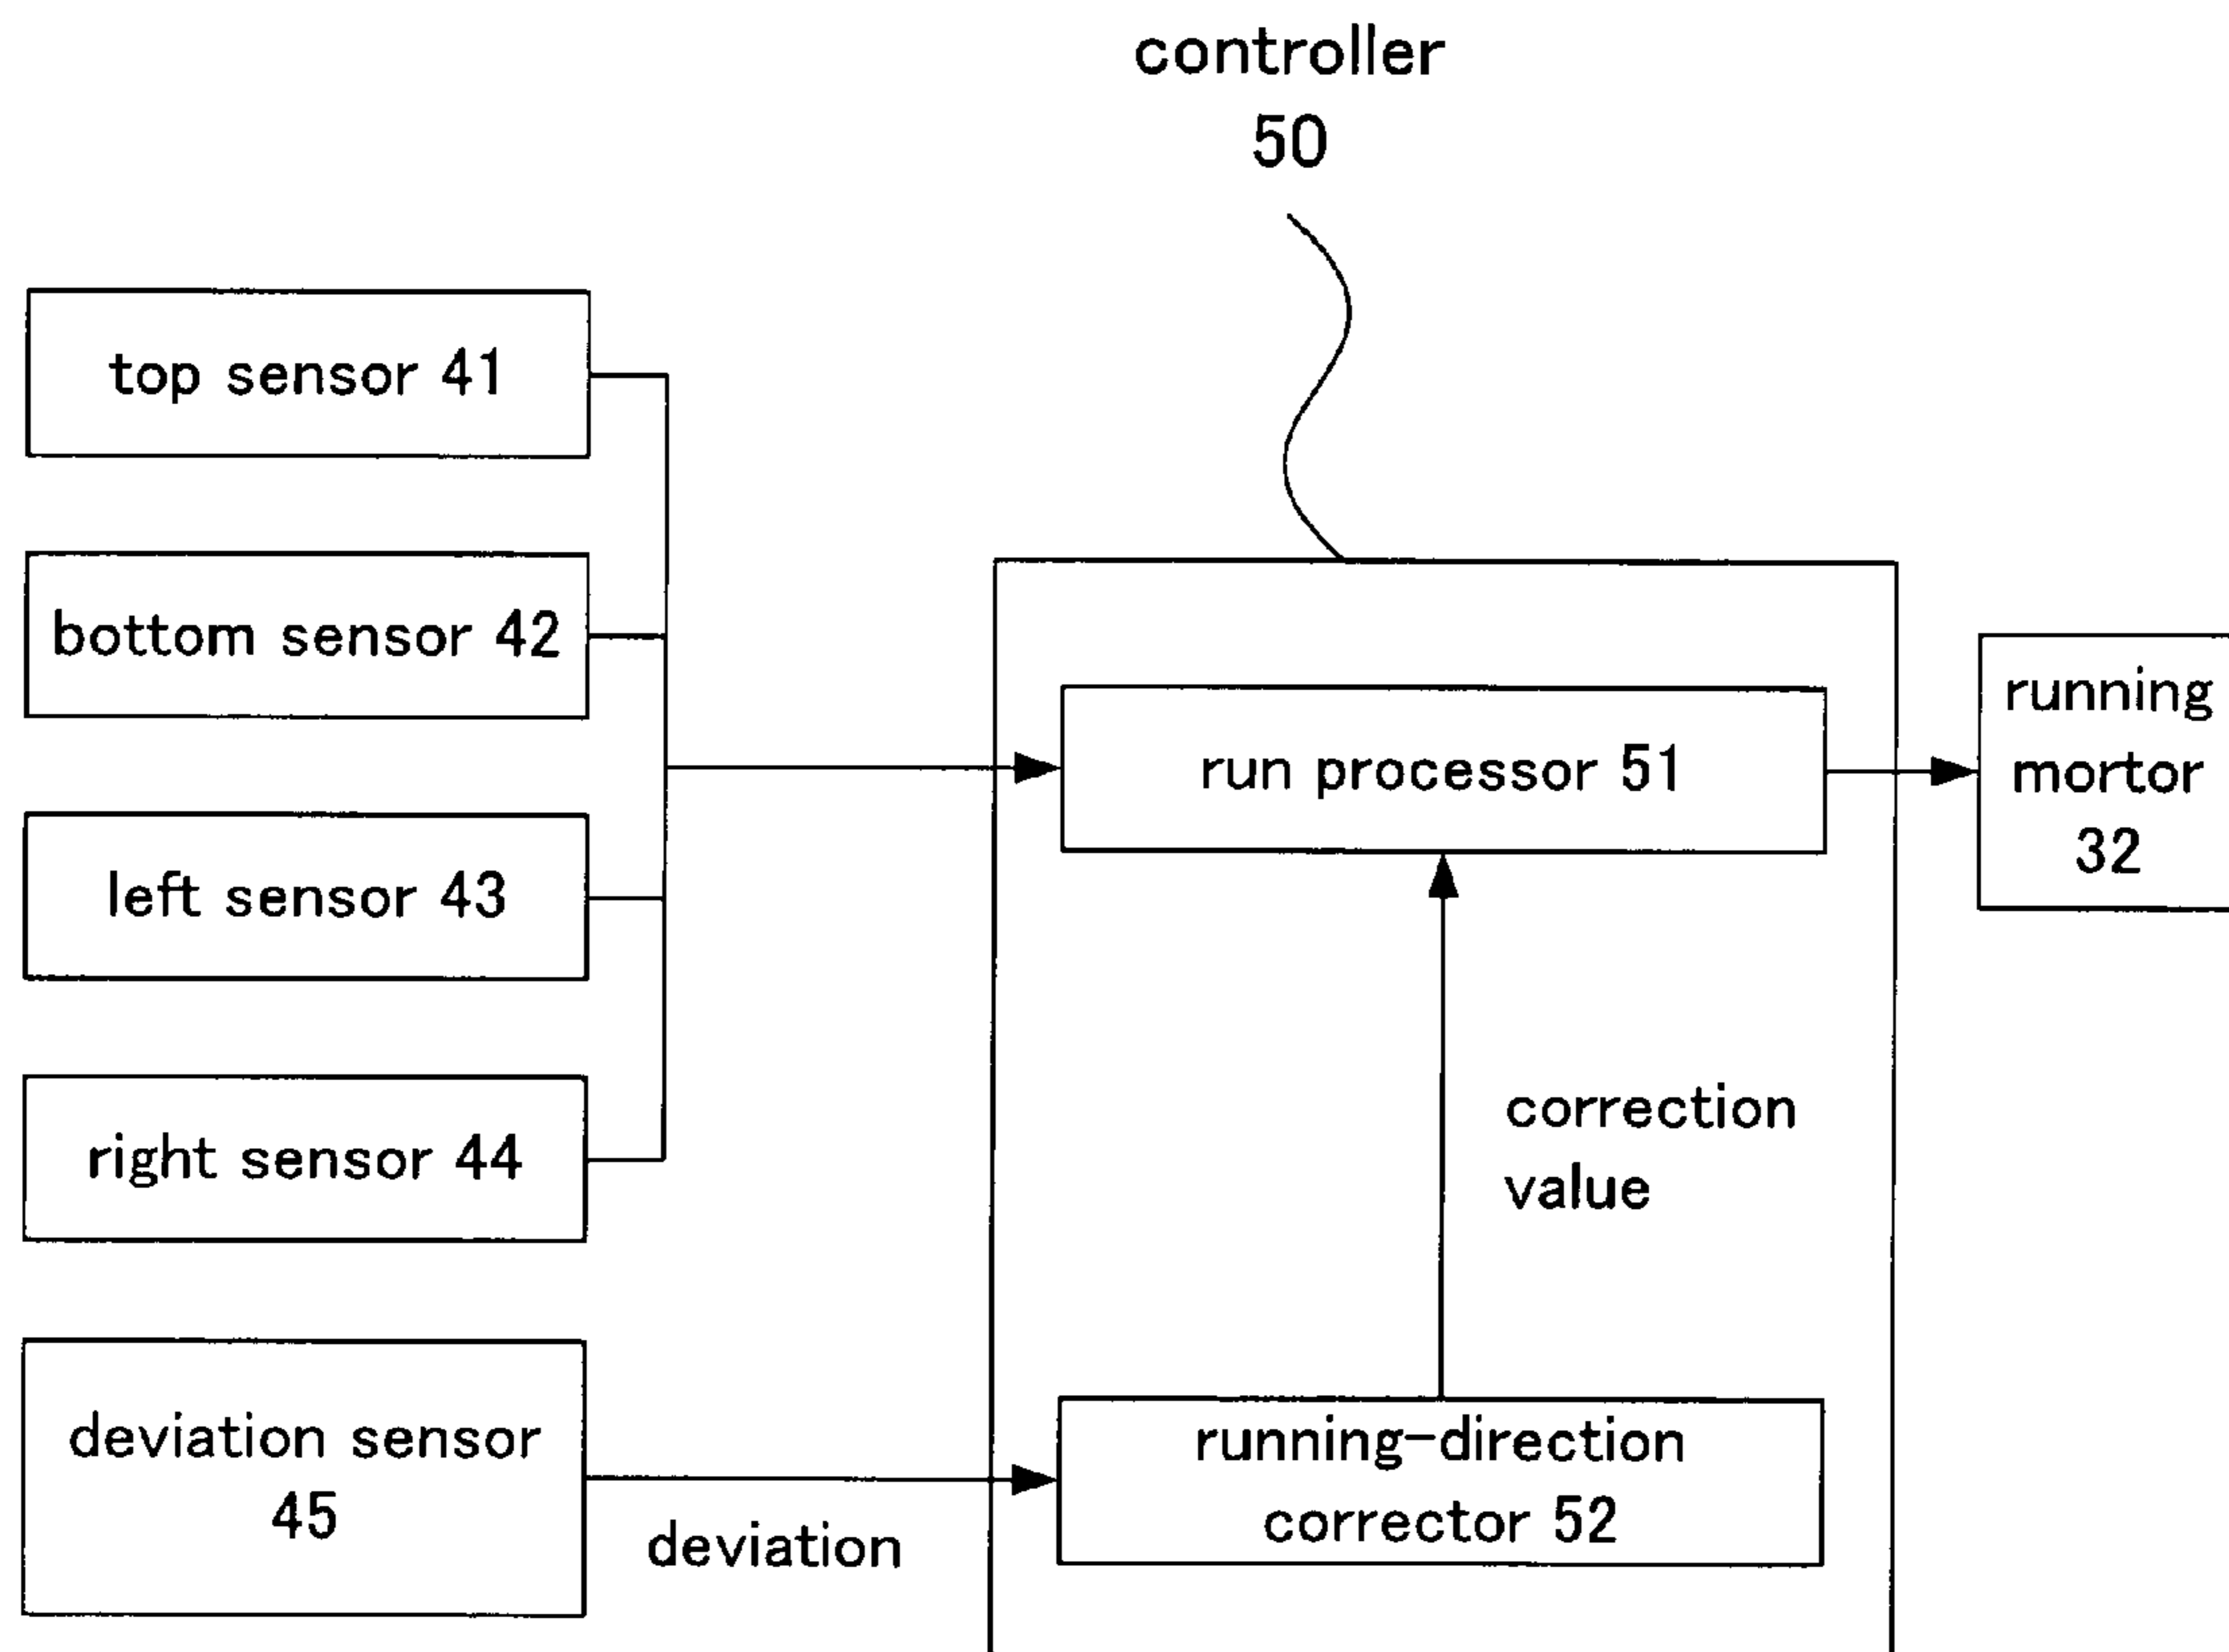 controller
50
top sensor 41
bottom sensor 42
left sensor 43
right sensor 44
deviation sensor
45
deviation
run processor 51
correction
value
running-direction
corrector 52
running
mortor
32